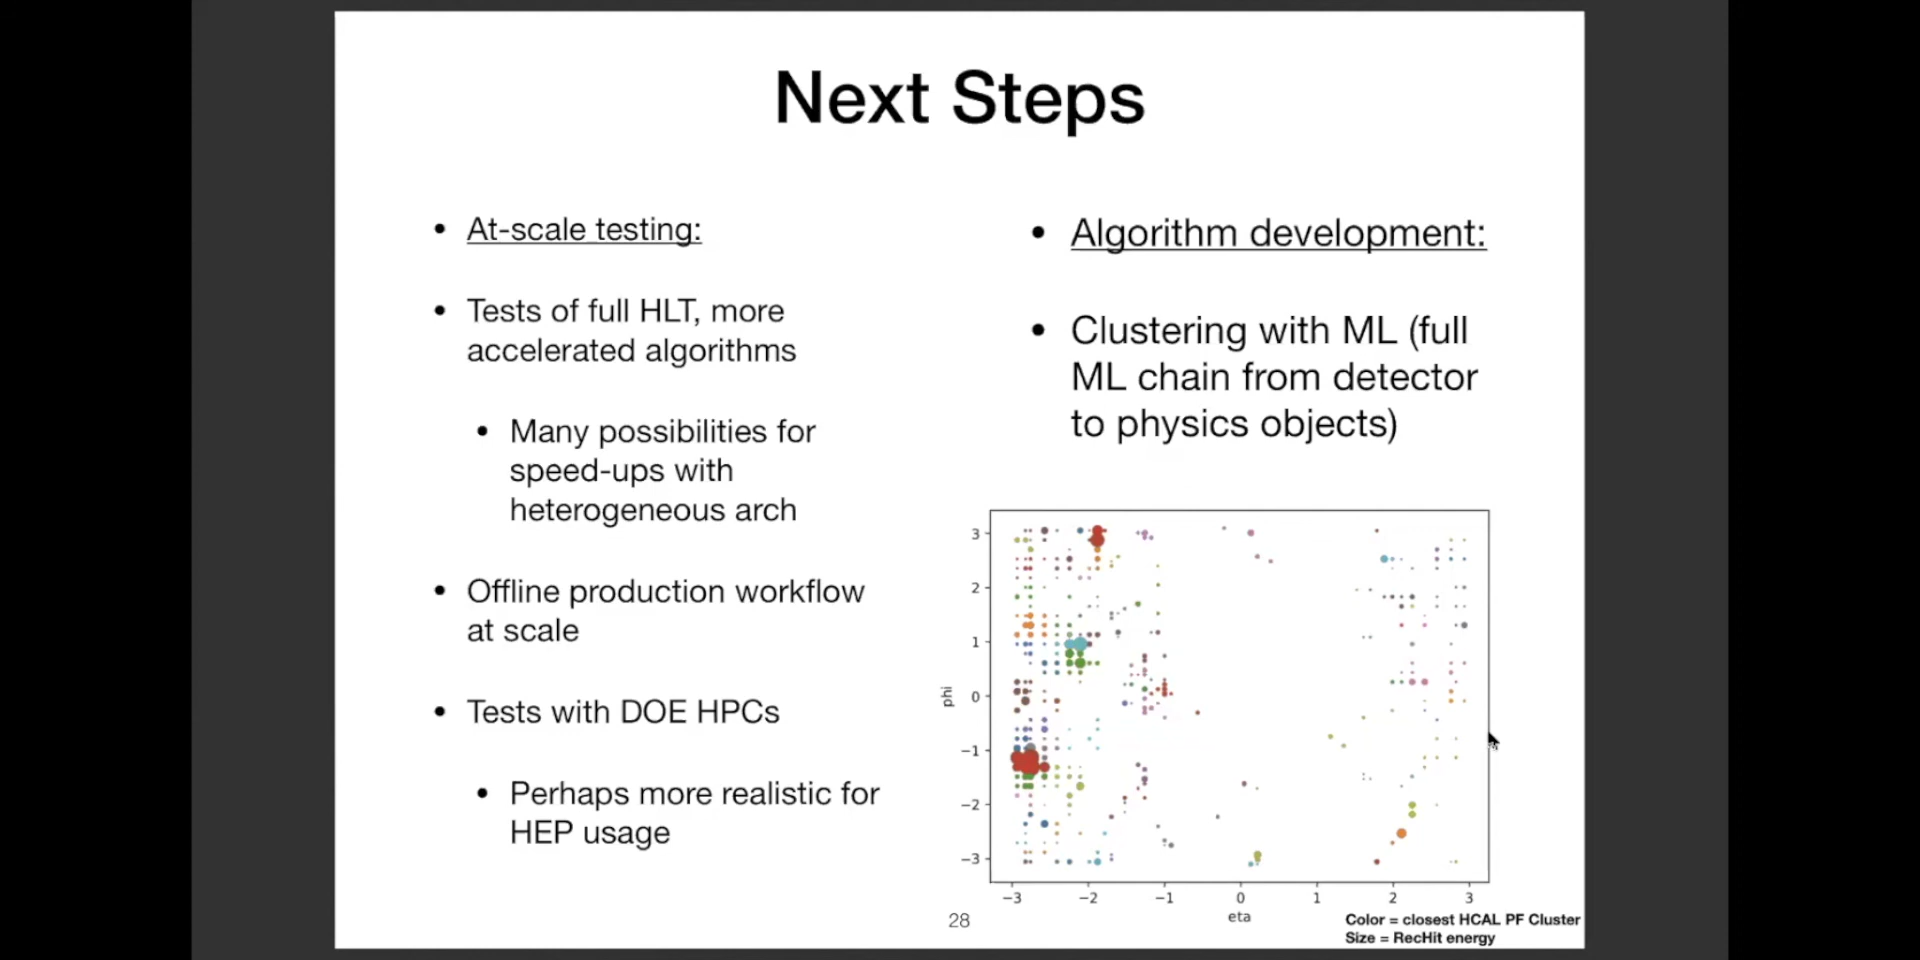 Next Steps
• At-scale testing:
• Tests of full HLT, more
accelerated algorithms
• Many possibilities for
speed-ups with
heterogeneous arch
• Offline production workflow
at scale
• Tests with DOE HPCs
• Perhaps more realistic for
HEP usage
• Algorithm development:
• Clustering with ML (full
ML chain from detector
to physics objects)
3
2
1
0
−1
−2
−3
phi
−3 −2 −1 0 1 2 3
eta
Color = closest HCAL PF Cluster
Size = RecHit energy
28